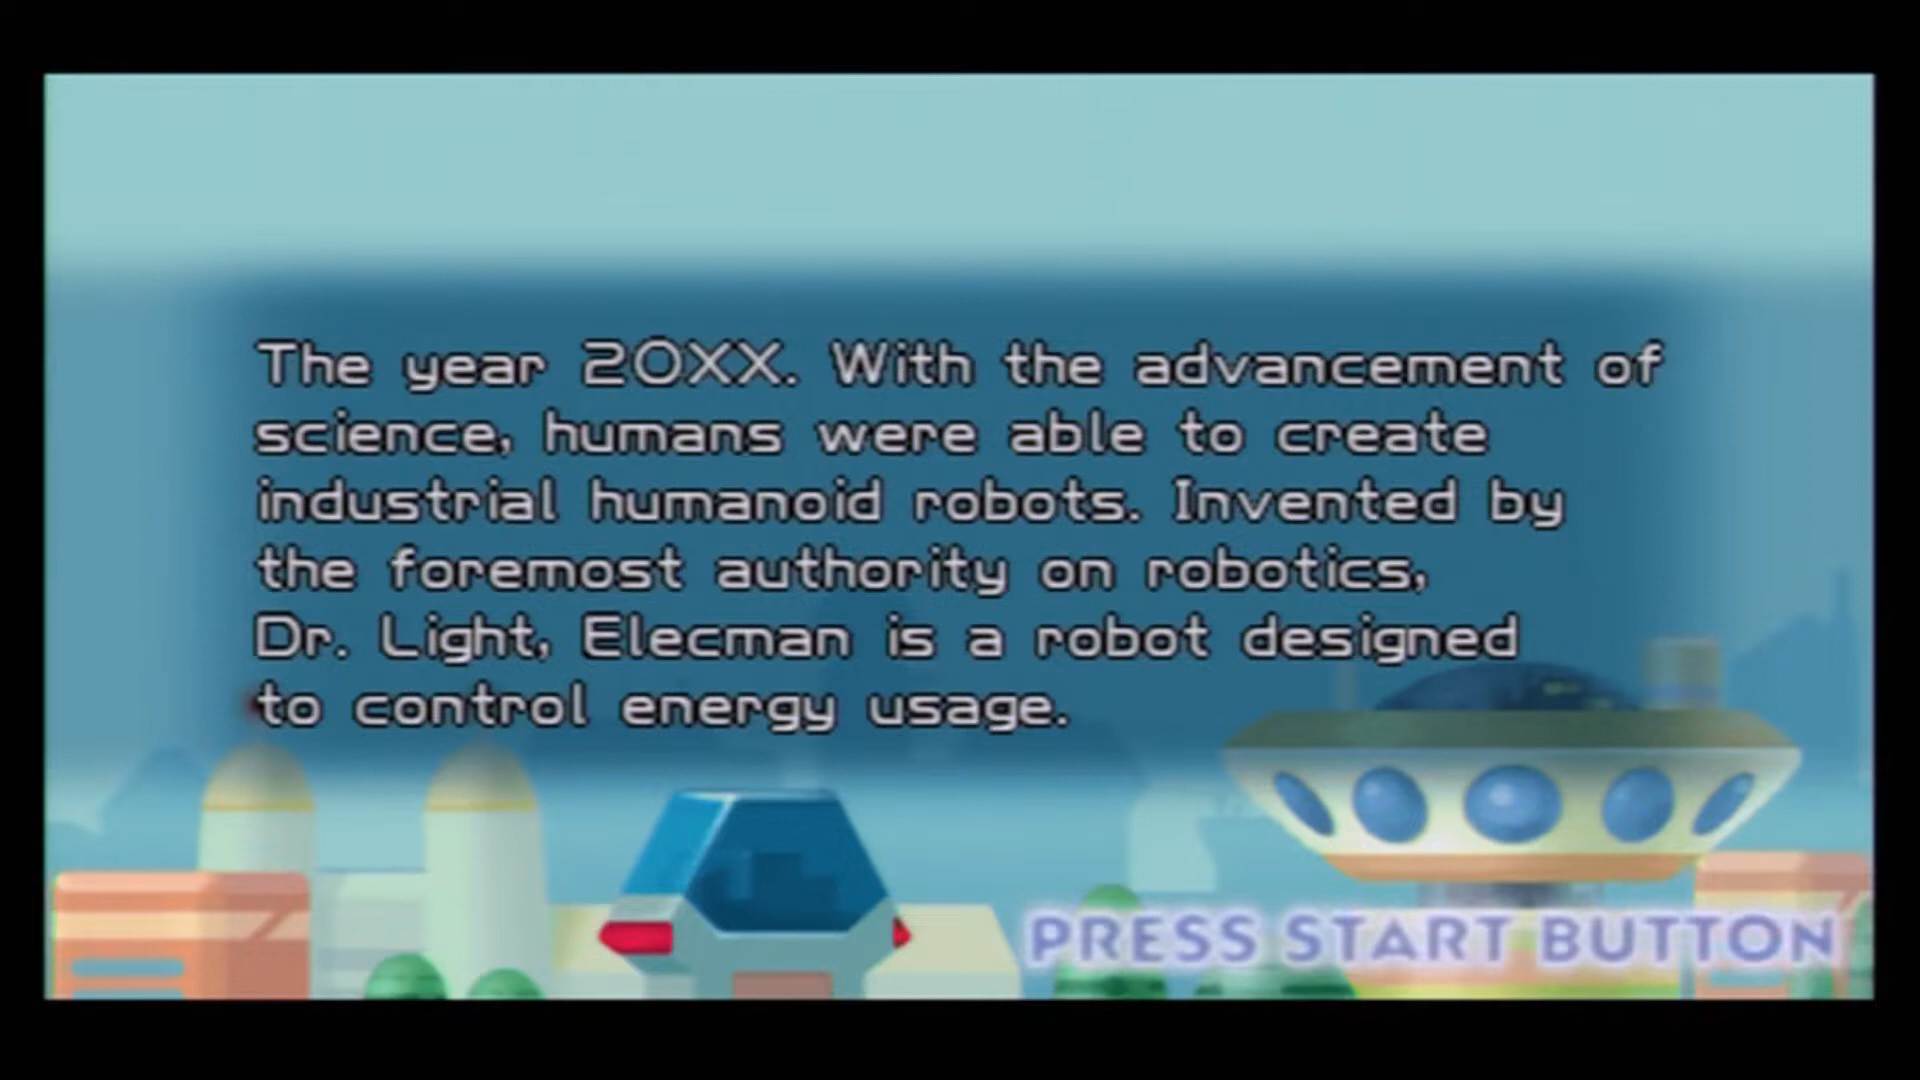 The year 20XX. With the advancement of
science, humans were able to create
industrial humanoid robots. Invented by
the foremost authority on robotics,
Dr. Light, Elecman is a robot designed
to control energy usage.
PRESS START BUTTON